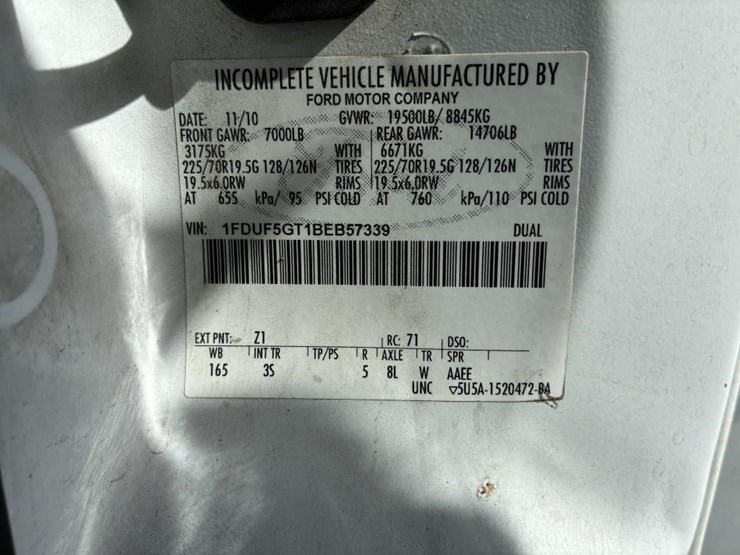 INCOMPLETE VEHICLE MANUFACTURED BY
FORD MOTOR COMPANY
DATE: 11/10 GVWR: 19500LB/ 8845KG
FRONT GAWR: 7000LB REAR GAWR: 14706LB
3175KG WITH 6671KG WITH
225/70R19.5G 128/126N TIRES 225/70R19.5G 128/126N TIRES
19.5x6.0RW RIMS 19.5x6.0RW RIMS
AT 655 kPa/ 95 PSI COLD AT 760 kPa/110 PSI COLD
VIN: 1FDUF5GT1BEB57339 DUAL
EXT PNT: Z1 RC: 71 DSO:
WB INT TR TP/PS R AXLE TR SPR
165 3S 5 8L W AAEE
UNC ▽5U5A-1520472-BA